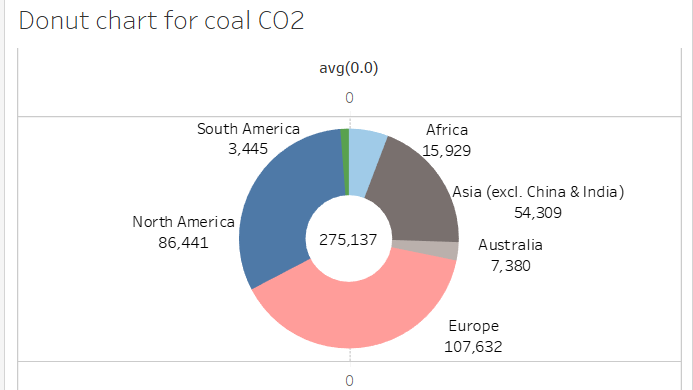 Donut chart for coal CO2
avg(0.0)
0
South America
3,445
Africa
15,929
Asia (excl. China & India)
54,309
North America
86,441
275,137
Australia
7,380
Europe
107,632
0